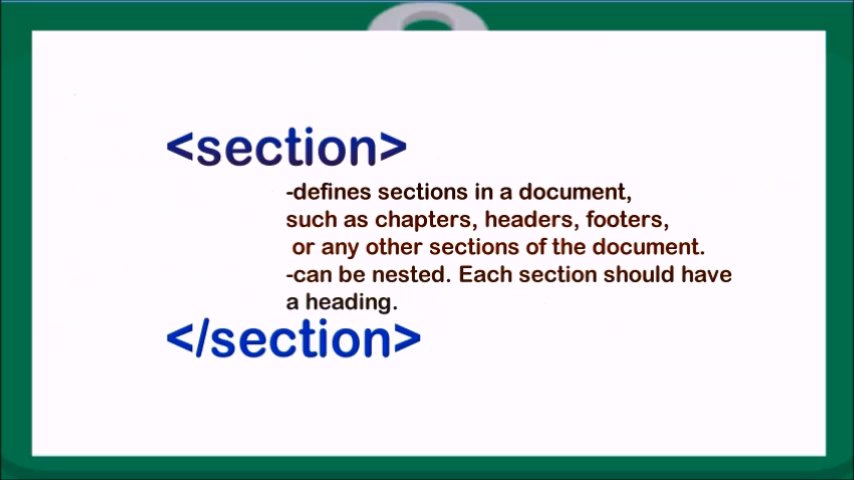 <section>
-defines sections in a document,
such as chapters, headers, footers,
or any other sections of the document.
-can be nested. Each section should have
a heading.
</section>